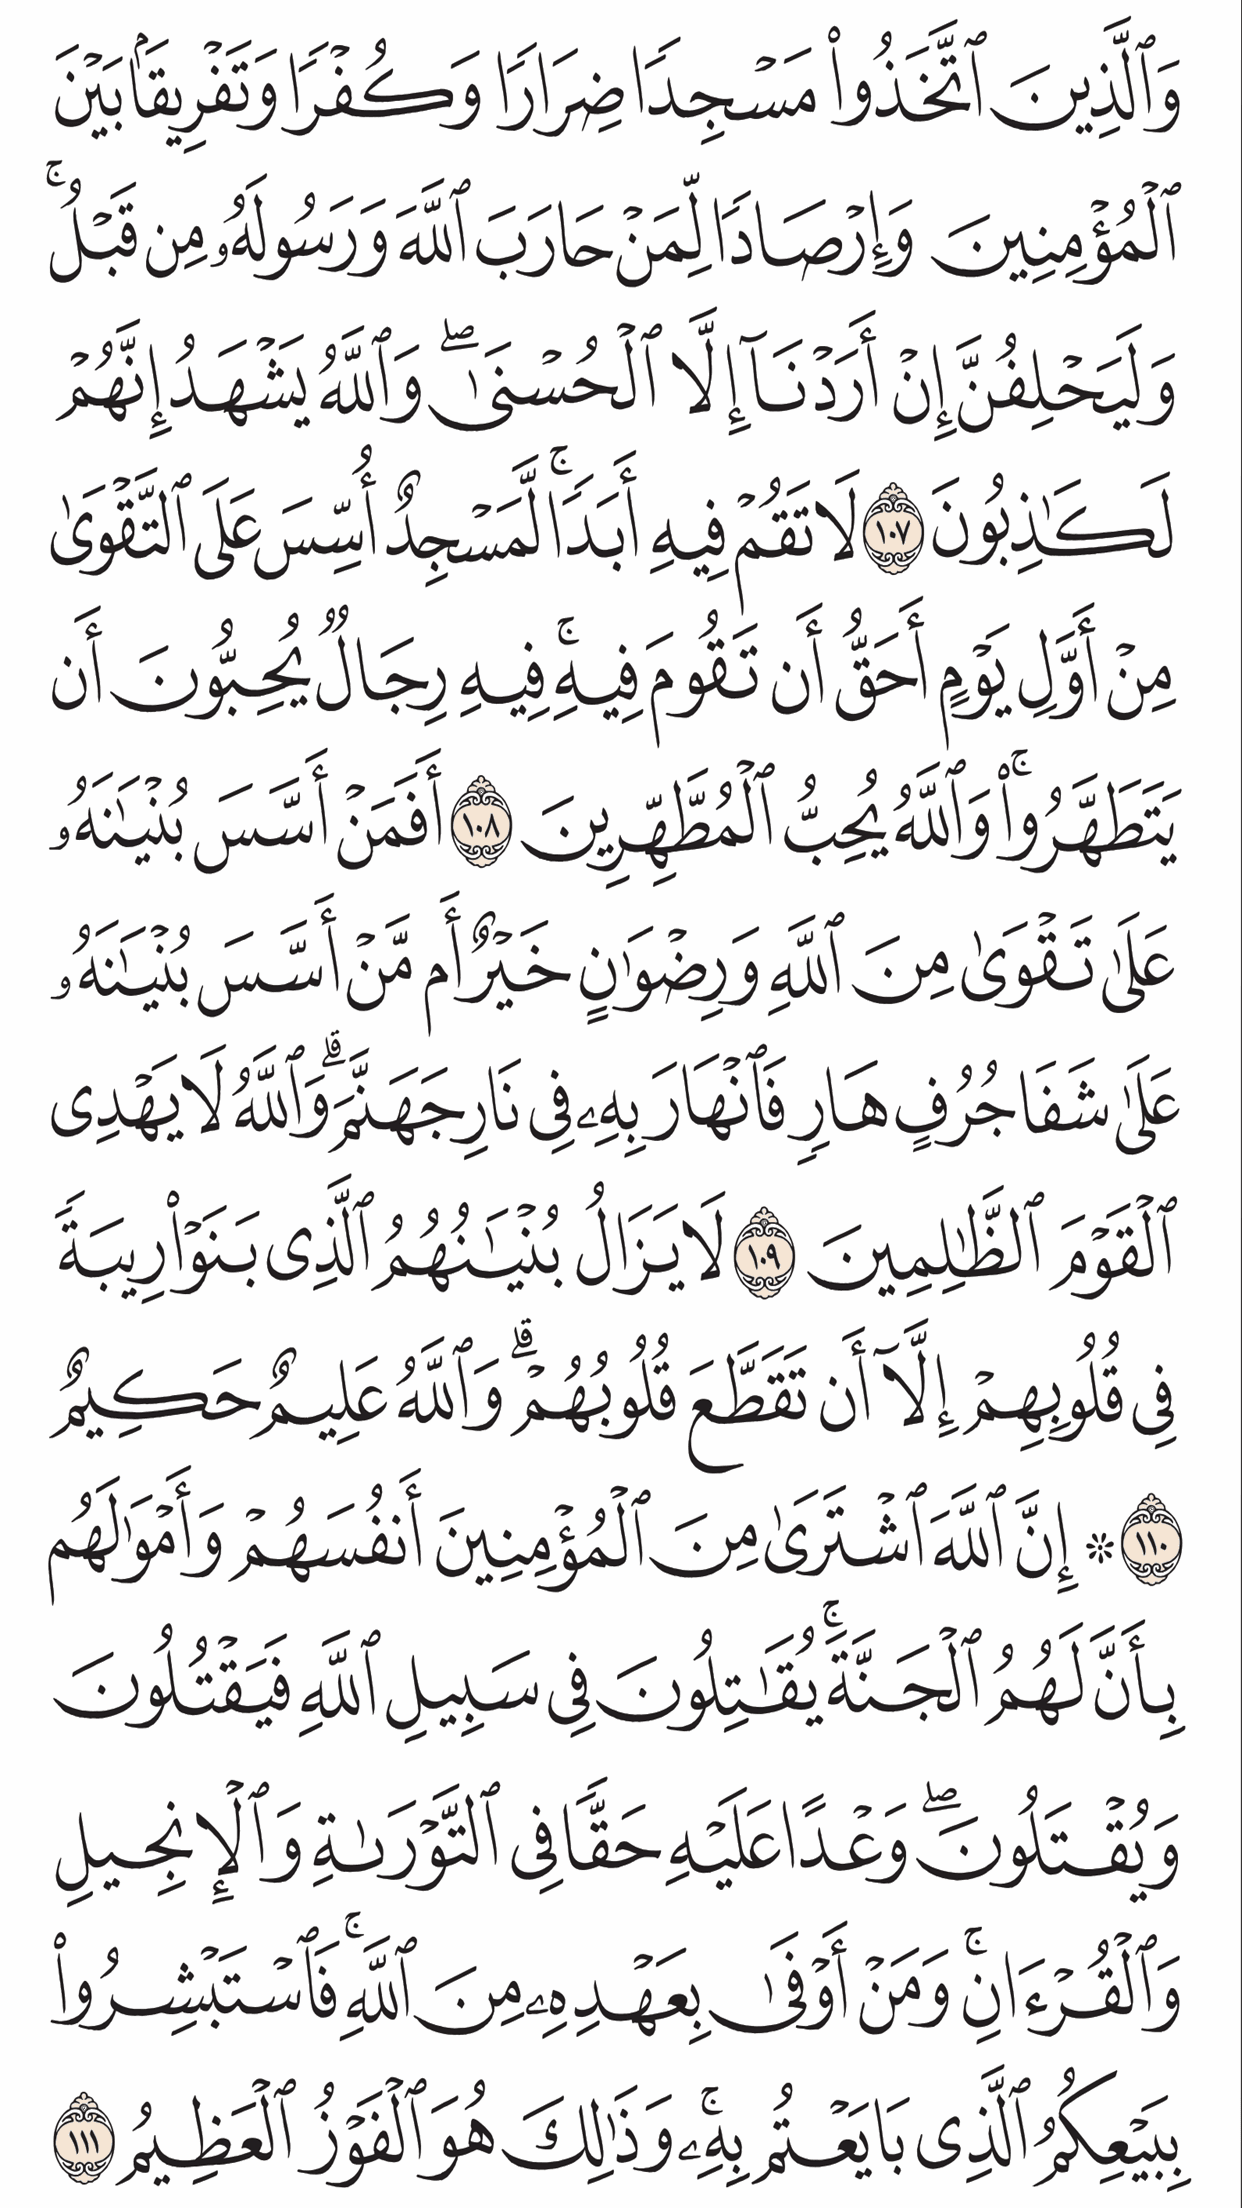 وَٱلَّذِينَ ٱتَّخَذُواْ مَسۡجِدٗا ضِرَارٗا وَكُفۡرٗا وَتَفۡرِيقَۢا بَيۡنَ
ٱلۡمُؤۡمِنِينَ وَإِرۡصَادٗا لِّمَنۡ حَارَبَ ٱللَّهَ وَرَسُولَهُۥ مِن قَبۡلُۚ
وَلَيَحۡلِفُنَّ إِنۡ أَرَدۡنَآ إِلَّا ٱلۡحُسۡنَىٰۖ وَٱللَّهُ يَشۡهَدُ إِنَّهُمۡ
لَكَٰذِبُونَ ١٠٧ لَا تَقُمۡ فِيهِ أَبَدٗاۚ لَّمَسۡجِدٌ أُسِّسَ عَلَى ٱلتَّقۡوَىٰ
مِنۡ أَوَّلِ يَوۡمٍ أَحَقُّ أَن تَقُومَ فِيهِۚ فِيهِ رِجَالٞ يُحِبُّونَ أَن
يَتَطَهَّرُواْۚ وَٱللَّهُ يُحِبُّ ٱلۡمُطَّهِّرِينَ ١٠٨ أَفَمَنۡ أَسَّسَ بُنۡيَٰنَهُۥ
عَلَىٰ تَقۡوَىٰ مِنَ ٱللَّهِ وَرِضۡوَٰنٍ خَيۡرٌ أَم مَّنۡ أَسَّسَ بُنۡيَٰنَهُۥ
عَلَىٰ شَفَا جُرُفٍ هَارٖ فَٱنۡهَارَ بِهِۦ فِي نَارِ جَهَنَّمَۗ وَٱللَّهُ لَا يَهۡدِي
ٱلۡقَوۡمَ ٱلظَّٰلِمِينَ ١٠٩ لَا يَزَالُ بُنۡيَٰنُهُمُ ٱلَّذِي بَنَوۡاْ رِيبَةٗ
فِي قُلُوبِهِمۡ إِلَّآ أَن تَقَطَّعَ قُلُوبُهُمۡۗ وَٱللَّهُ عَلِيمٌ حَكِيمٌ
١١٠ ۞ إِنَّ ٱللَّهَ ٱشۡتَرَىٰ مِنَ ٱلۡمُؤۡمِنِينَ أَنفُسَهُمۡ وَأَمۡوَٰلَهُم
بِأَنَّ لَهُمُ ٱلۡجَنَّةَۚ يُقَٰتِلُونَ فِي سَبِيلِ ٱللَّهِ فَيَقۡتُلُونَ
وَيُقۡتَلُونَۖ وَعۡدًا عَلَيۡهِ حَقّٗا فِي ٱلتَّوۡرَىٰةِ وَٱلۡإِنجِيلِ
وَٱلۡقُرۡءَانِۚ وَمَنۡ أَوۡفَىٰ بِعَهۡدِهِۦ مِنَ ٱللَّهِۚ فَٱسۡتَبۡشِرُواْ
بِبَيۡعِكُمُ ٱلَّذِي بَايَعۡتُم بِهِۦۚ وَذَٰلِكَ هُوَ ٱلۡفَوۡزُ ٱلۡعَظِيمُ ١١١